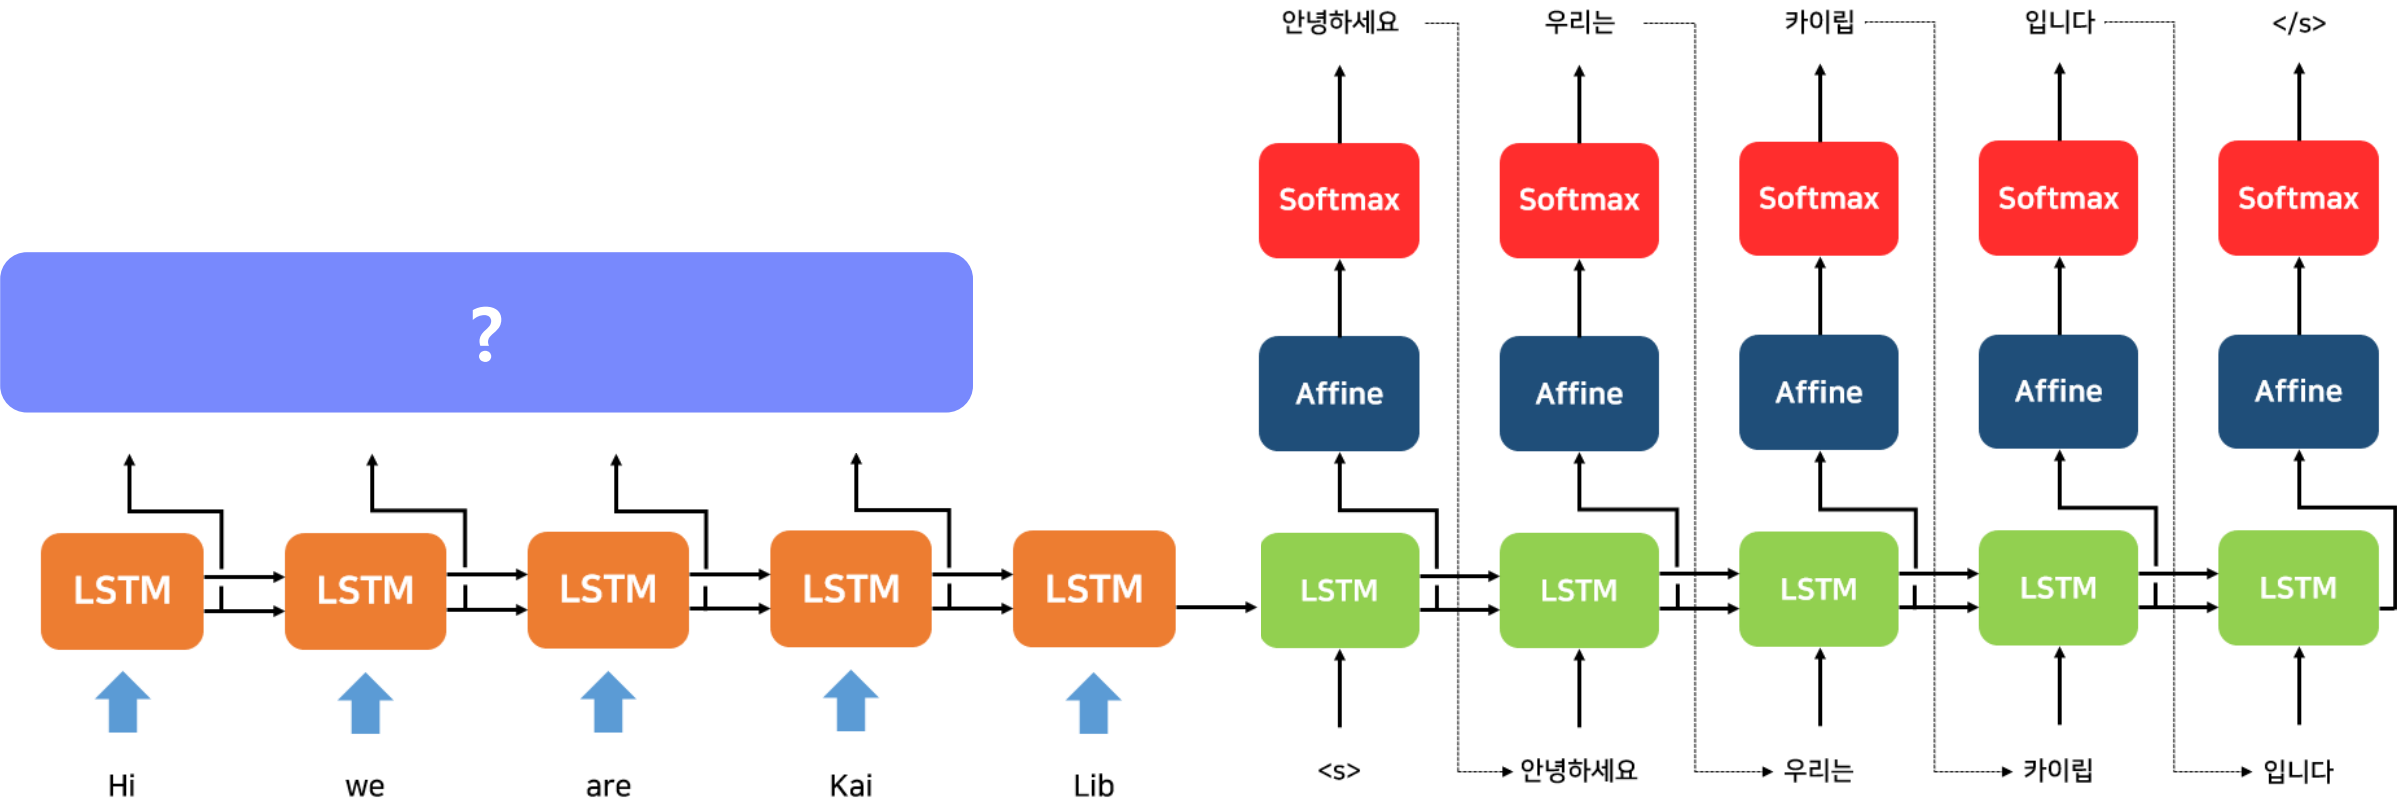 안녕하세요 우리는 카이립 입니다 </s>
Softmax Softmax Softmax Softmax Softmax
?
Affine Affine Affine Affine Affine
LSTM LSTM LSTM LSTM LSTM LSTM LSTM LSTM LSTM LSTM
<s> 안녕하세요 우리는 카이립 입니다
Hi we are Kai Lib